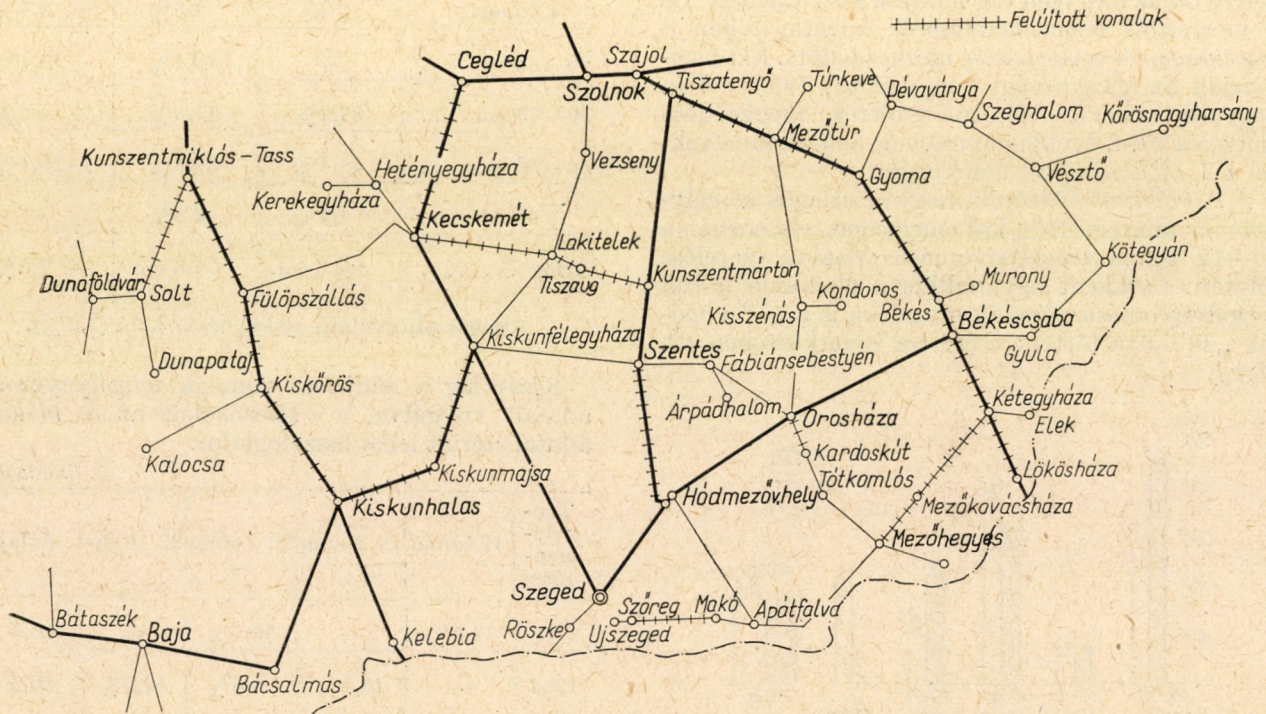 Felújtott vonalak
Cegléd
Szajol
Szolnok
Tiszatenyő
Túrkeve
Dévaványa
Szeghalom
Kőrösnagyharsány
Mezőtúr
Vésztő
Kunszentmiklós-Tass
Hetényegyháza
Vezseny
Gyoma
Kerekegyháza
Kecskemét
Lakitelek
Kötegyán
Dunaföldvár
Solt
Fülöpszállás
Tiszaug
Kunszentmárton
Murony
Kisszénás
Kondoros
Békés
Békéscsaba
Kiskunfélegyháza
Szentes
Fábiánsebestyén
Gyula
Dunapataj
Kiskőrös
Árpádhalom
Orosháza
Kétegyháza
Elek
Kalocsa
Kiskunmajsa
Kardoskút
Tótkomlós
Lökösháza
Kiskunhalas
Hódmezőv.hely
Mezőkovácsháza
Mezőhegyes
Szeged
Szőreg
Makó
Apátfalva
Bátaszék
Baja
Kelebia
Röszke
Ujszeged
Bácsalmás